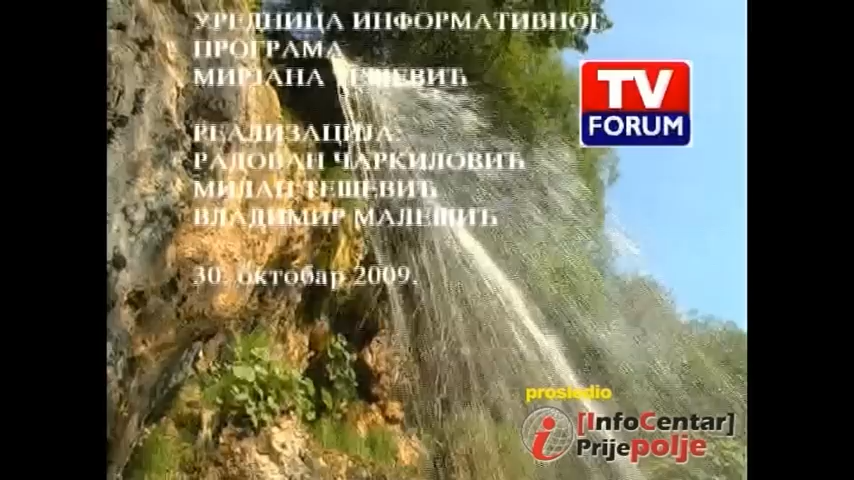 УРЕДНИЦА ИНФОРМАТИВНОГ
ПРОГРАМА
МИРЈАНА ТЕШЕВИЋ
РЕАЛИЗАЦИЈА:
РАДОВАН ЧАРКИЛОВИЋ
МИЛАН ТЕШЕВИЋ
ВЛАДИМИР МАЛЕШИЋ
30. октобар 2009.
TV
FORUM
prosledio
[InfoCentar]
Prijepolje